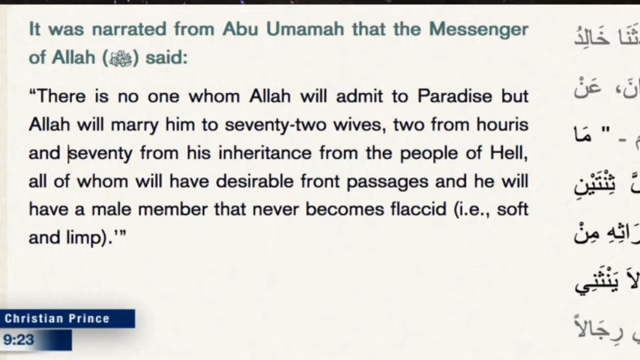 It was narrated from Abu Umamah that the Messenger
of Allah (ﷺ) said:
“There is no one whom Allah will admit to Paradise but
Allah will marry him to seventy-two wives, two from houris
and seventy from his inheritance from the people of Hell,
all of whom will have desirable front passages and he will
have a male member that never becomes flaccid (i.e., soft
and limp).’”
خَالِدُ
عَنْ
" مَا
ثِنْتَيْنِ
مِنْ
لاَ يَنْثَنِي
رِجَالاً
Christian Prince
9:23